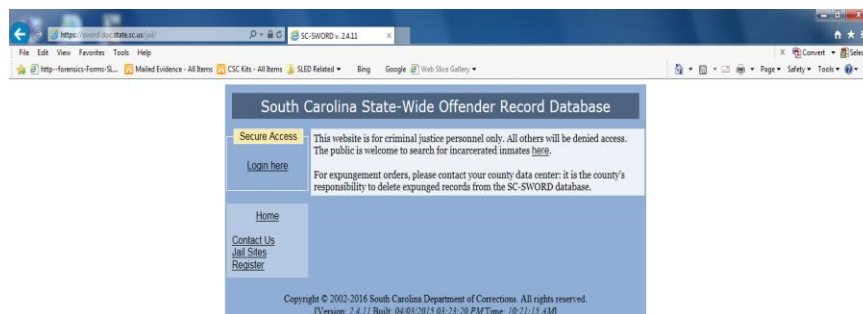 https://sword.doc.state.sc.us/jail/
SC-SWORD v. 2.4.11
File Edit View Favorites Tools Help
Convert
http--forensics-Forms-SL... Mailed Evidence - All Items CSC Kits - All Items SLED Related Bing Google Web Slice Gallery
Page Safety Tools
South Carolina State-Wide Offender Record Database
Secure Access
Login here
This website is for criminal justice personnel only. All others will be denied access.
The public is welcome to search for incarcerated inmates here.
For expungement orders, please contact your county data center: it is the county's
responsibility to delete expunged records from the SC-SWORD database.
Home
Contact Us
Jail Sites
Register
Copyright © 2002-2016 South Carolina Department of Corrections. All rights reserved.
[Version: 2.4.11 Built: 04/03/2015 03:23:20 PM Time: 10:21:15 AM]